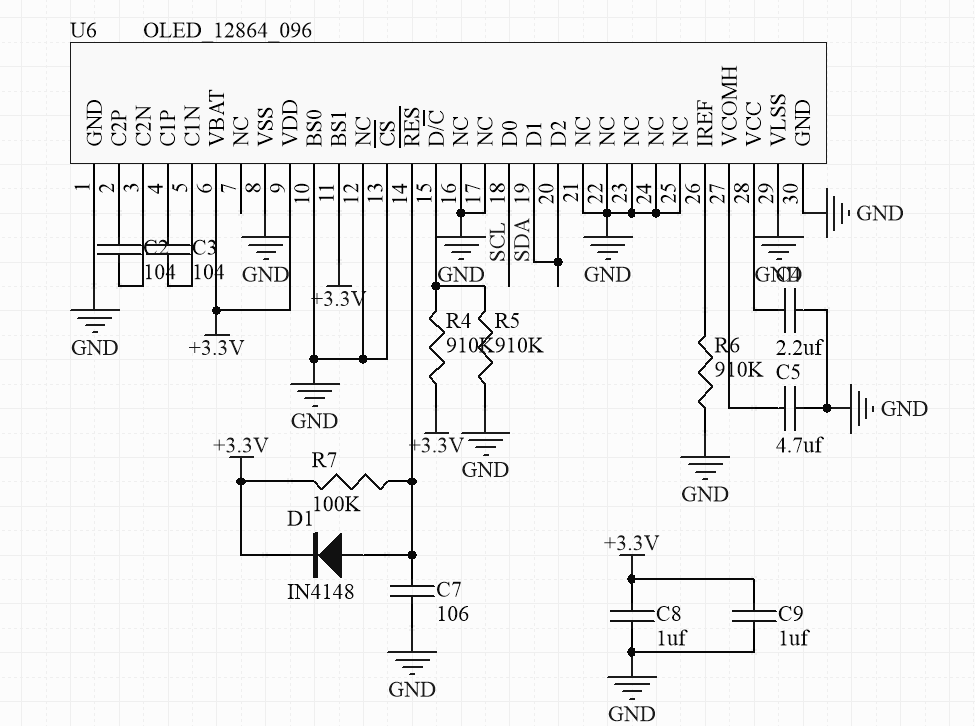 U6 OLED_12864_096
GND C2P C2N C1P C1N VBAT NC VSS VDD BS0 BS1 NC CS RES D/C NC NC D0 D1 D2 NC NC NC NC NC IREF VCOMH VCC VLSS GND
1 2 3 4 5 6 7 8 9 10 11 12 13 14 15 16 17 18 19 20 21 22 23 24 25 26 27 28 29 30
GND
SCL SDA
C2 C3
104 104
GND GND GND GND C4
+3.3V
R4 R5
910K 910K
GND +3.3V R6 2.2uf
910K C5
GND
GND
+3.3V +3.3V 4.7uf
R7
GND
100K
GND
D1
+3.3V
IN4148 C7
106
C8 C9
1uf 1uf
GND
GND